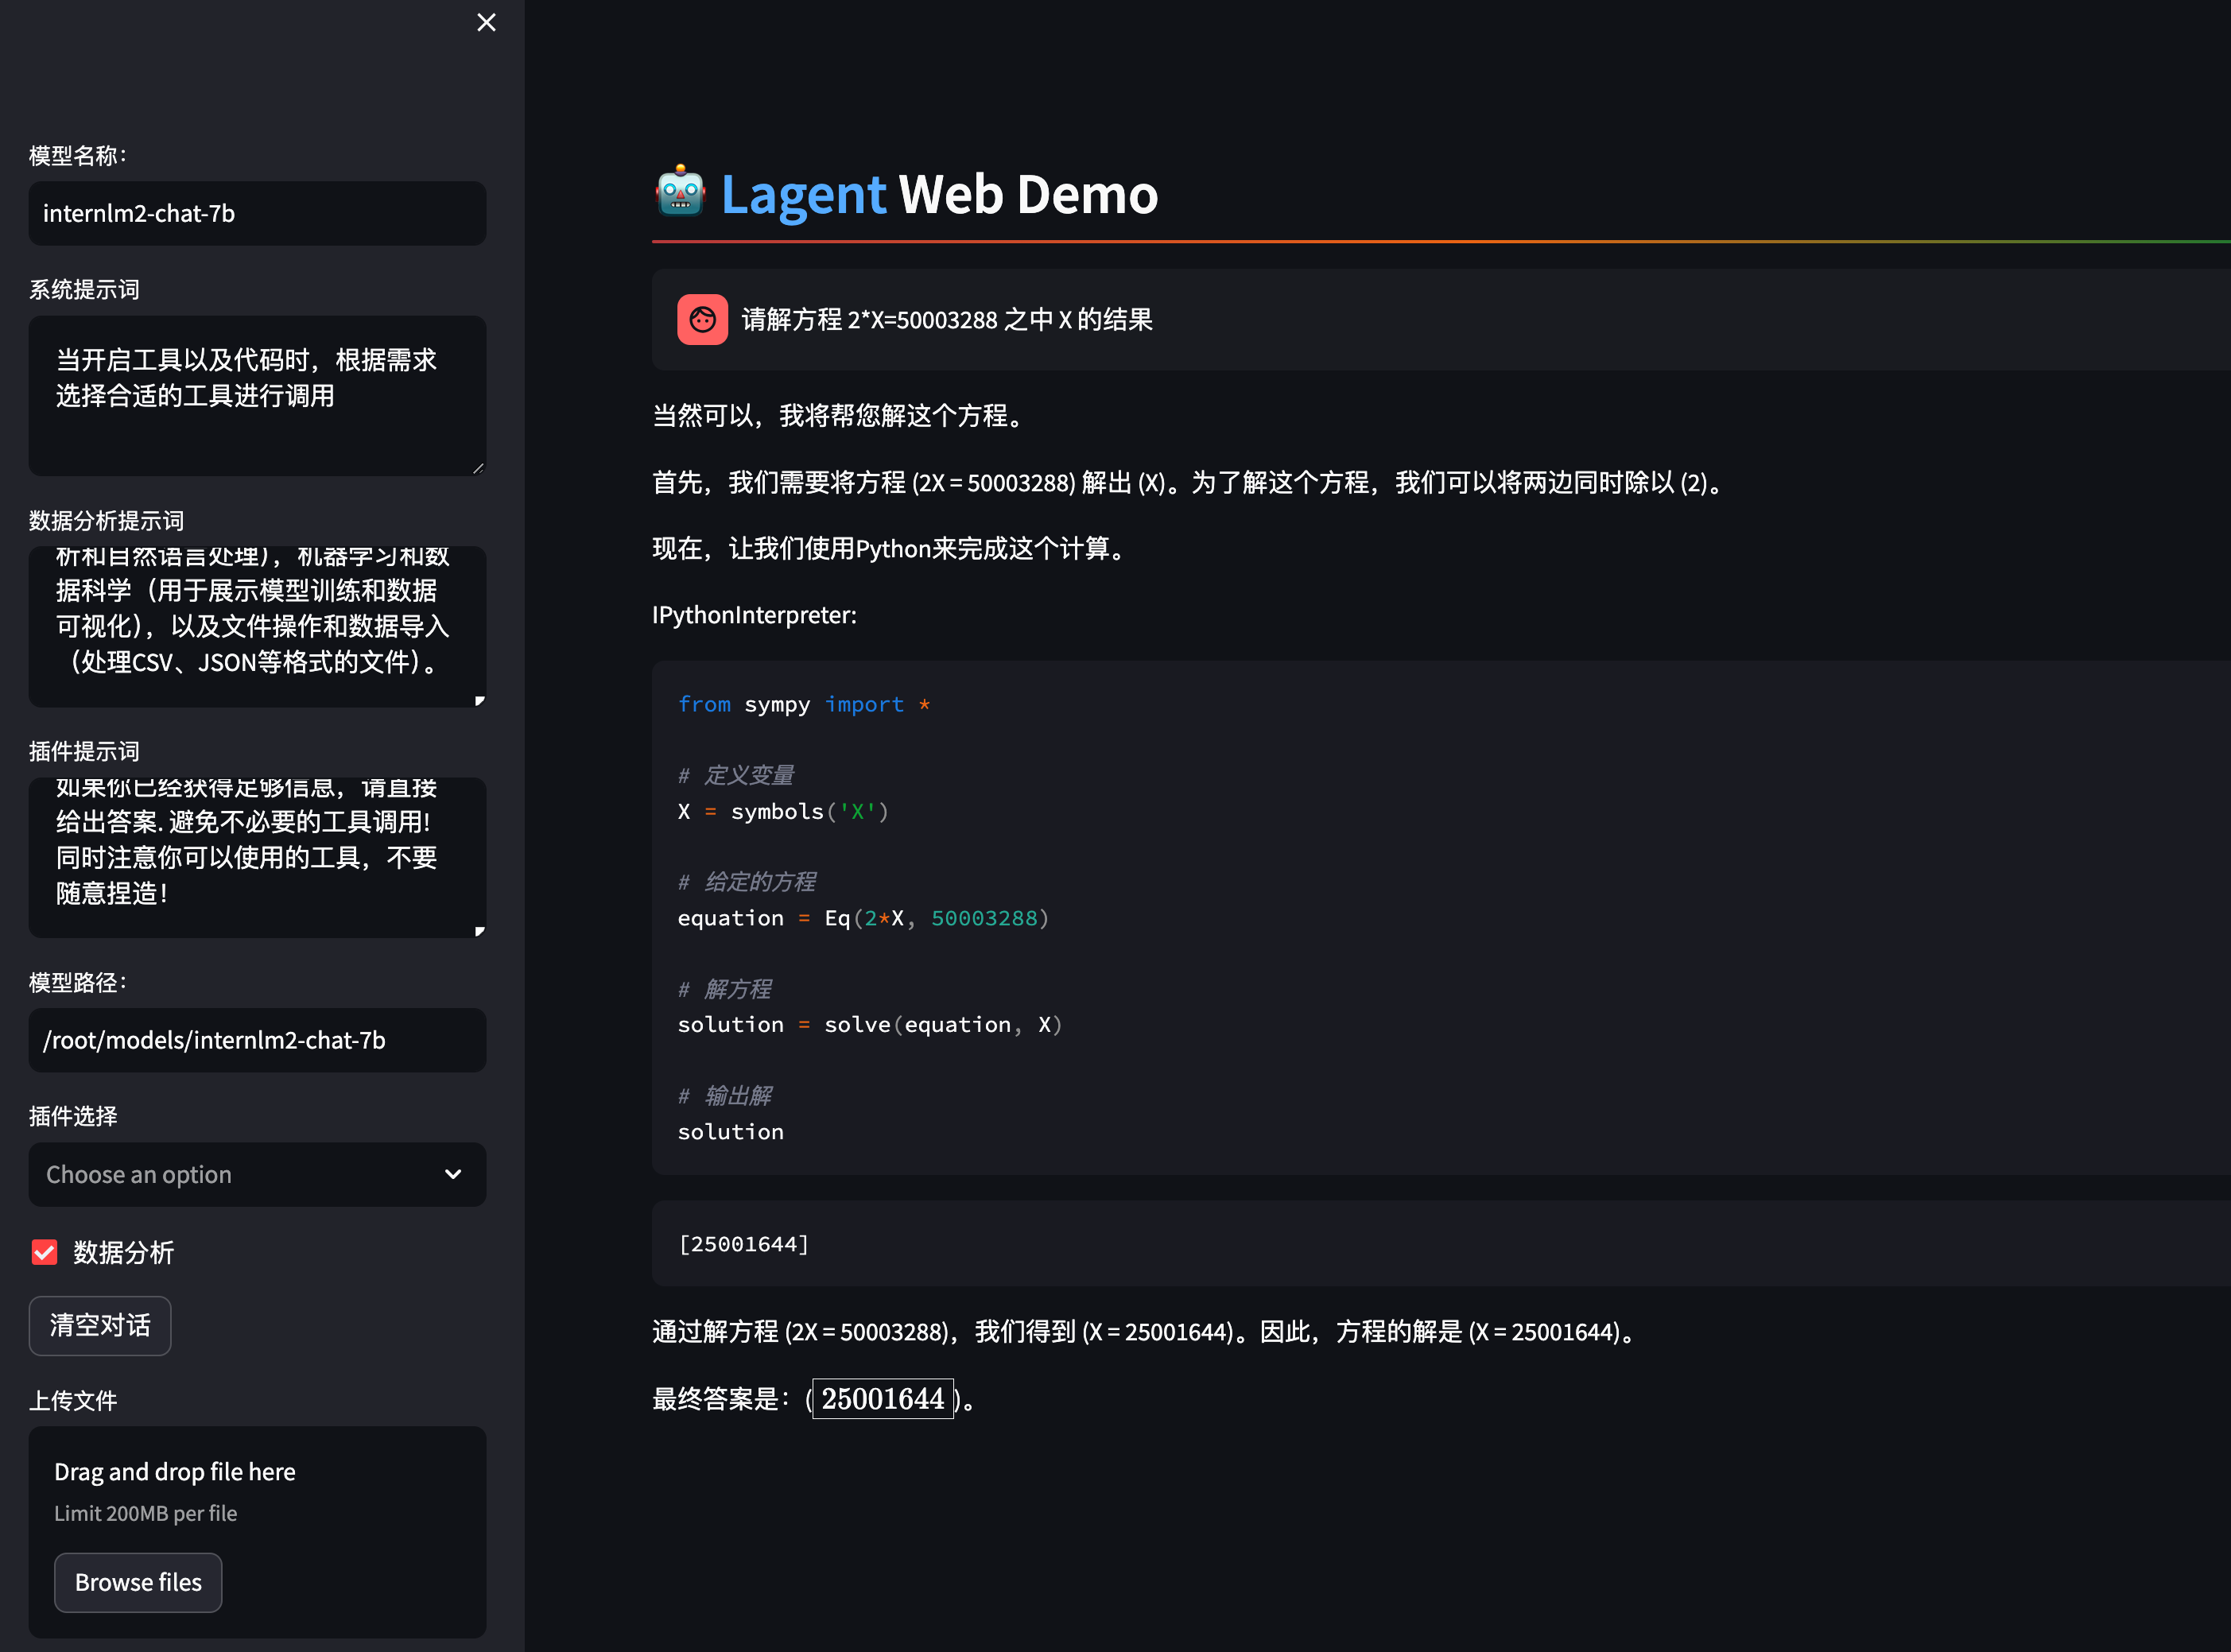 模型名称：
internlm2-chat-7b
系统提示词
当开启工具以及代码时，根据需求
选择合适的工具进行调用
数据分析提示词
析和自然语言处理），机器学习和数
据科学（用于展示模型训练和数据
可视化），以及文件操作和数据导入
（处理CSV、JSON等格式的文件）。
插件提示词
如果你已经获得足够信息，请直接
给出答案. 避免不必要的工具调用!
同时注意你可以使用的工具，不要
随意捏造！
模型路径：
/root/models/internlm2-chat-7b
插件选择
Choose an option
数据分析
清空对话
上传文件
Drag and drop file here
Limit 200MB per file
Browse files
Lagent Web Demo
请解方程 2*X=50003288 之中 X 的结果
当然可以，我将帮您解这个方程。
首先，我们需要将方程 (2X = 50003288) 解出 (X)。为了解这个方程，我们可以将两边同时除以 (2)。
现在，让我们使用Python来完成这个计算。
IPythonInterpreter:
from sympy import *
# 定义变量
X = symbols('X')
# 给定的方程
equation = Eq(2*X, 50003288)
# 解方程
solution = solve(equation, X)
# 输出解
solution
[25001644]
通过解方程 (2X = 50003288)，我们得到 (X = 25001644)。因此，方程的解是 (X = 25001644)。
最终答案是：(25001644)。